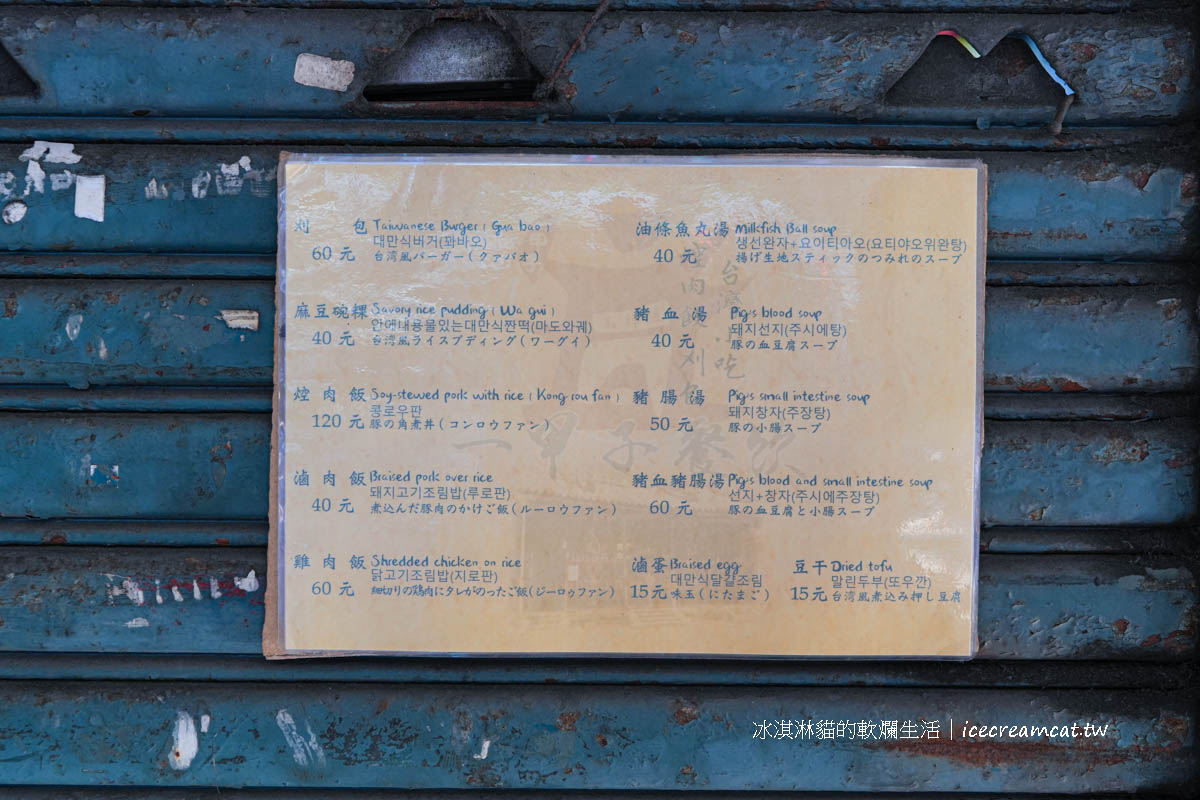 刈包 Taiwanese Burger ( Gua bao )
대만식버거(꽈바오)
60 元 台湾風バーガー(クァバオ)
麻豆碗粿 Savory rice pudding ( Wa gui )
안에내용물있는대만식짠떡(마도와궤)
40 元 台湾風ライスプディング(ワーグイ)
焢肉飯 Soy-stewed pork with rice ( Kong rou fan )
콩로우판
120 元 豚の角煮丼(コンロウファン)
滷肉飯 Braised pork over rice
돼지고기조림밥(루로판)
40 元 煮込んだ豚肉のかけご飯(ルーロウファン)
雞肉飯 Shredded chicken on rice
닭고기조림밥(지로판)
60 元 細切りの鶏肉にタレがのったご飯(ジーロゥファン)
油條魚丸湯 Milkfish Ball soup
생선완자+요이티아오(요티야오위완탕)
40 元 揚げ生地スティックのつみれのスープ
豬血湯 Pig's blood soup
돼지선지(주시에탕)
40 元 豚の血豆腐スープ
豬腸湯 Pig's small intestine soup
돼지창자(주장탕)
50 元 豚の小腸スープ
豬血豬腸湯 Pig's blood and small intestine soup
선지+창자(주시에주장탕)
60 元 豚の血豆腐と小腸スープ
滷蛋 Braised egg
대만식달걀조림
15元 味玉(にたまご)
豆干 Dried tofu
말린두부(또우깐)
15元 台湾風煮込み押し豆腐
台灣小吃
焢肉飯刈包
一甲子餐飲
冰淇淋貓的軟爛生活|icecreamcat.tw